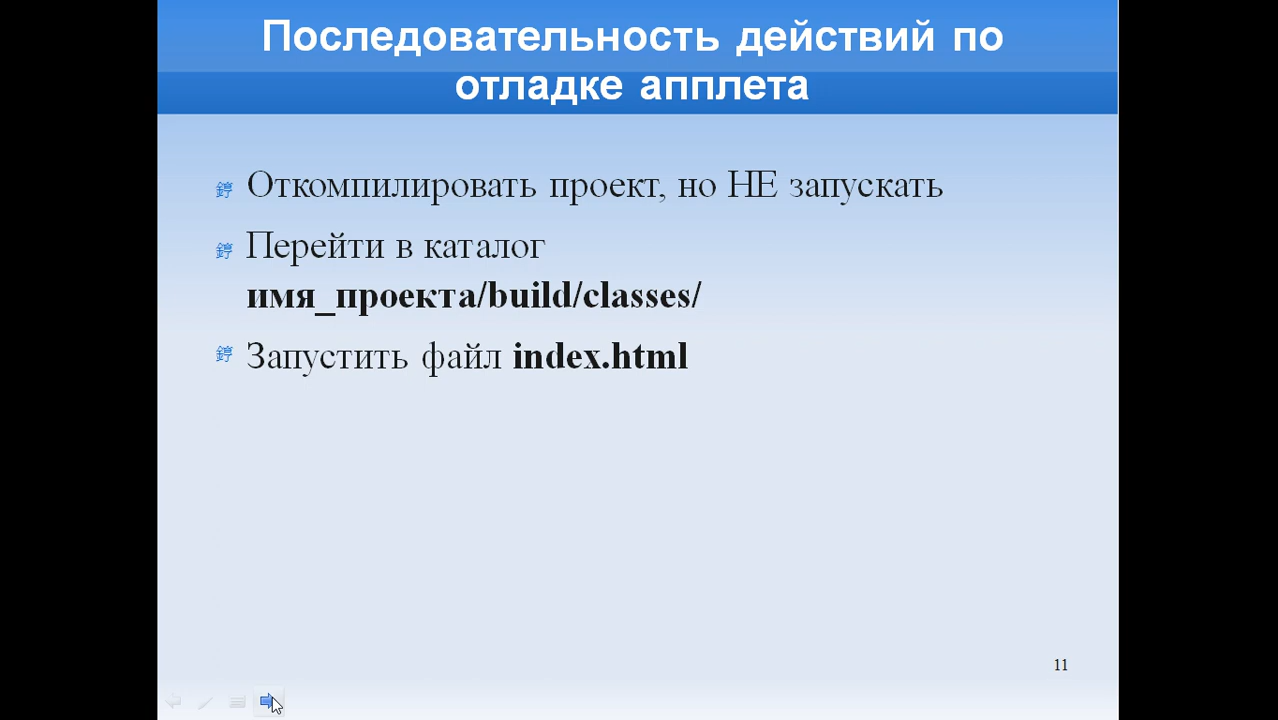 Последовательность действий по
отладке апплета
Откомпилировать проект, но НЕ запускать
Перейти в каталог
имя_проекта/build/classes/
Запустить файл index.html
11